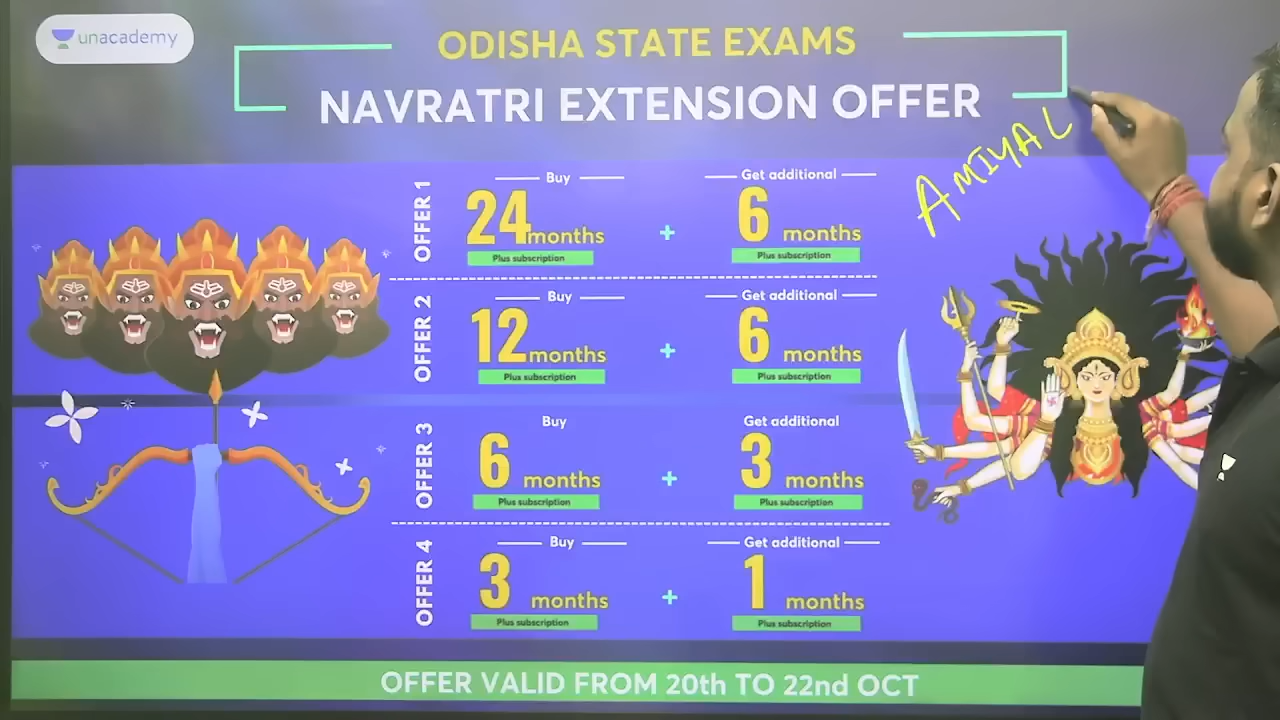 unacademy
ODISHA STATE EXAMS
NAVRATRI EXTENSION OFFER
AMIYAL
OFFER 1
Buy
24 months
Plus subscription
+
Get additional
6 months
Plus subscription
OFFER 2
Buy
12 months
Plus subscription
+
Get additional
6 months
Plus subscription
OFFER 3
Buy
6 months
Plus subscription
+
Get additional
3 months
Plus subscription
OFFER 4
Buy
3 months
Plus subscription
+
Get additional
1 months
Plus subscription
OFFER VALID FROM 20th TO 22nd OCT